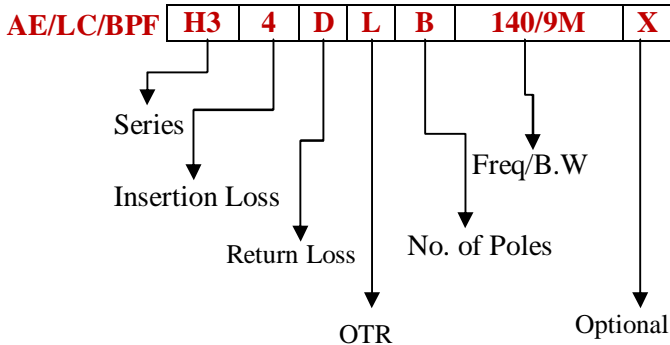 AE/LC/BPF H3 4 D L B 140/9M X
Series
Freq/B.W
Insertion Loss
No. of Poles
Return Loss
Optional
OTR